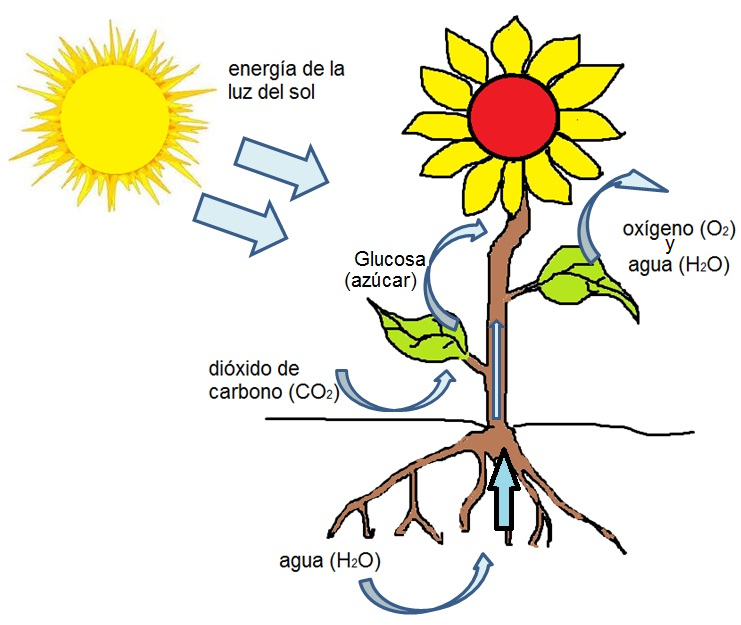 energía de la
luz del sol
oxígeno (O₂)
y
agua (H₂O)
Glucosa
(azúcar)
dióxido de
carbono (CO₂)
agua (H₂O)